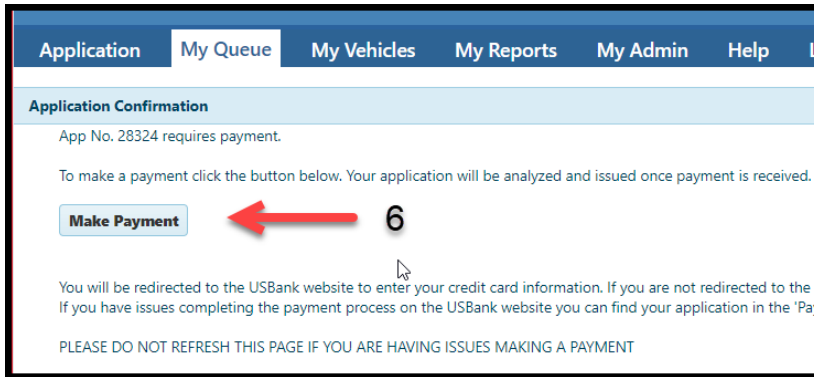 Application My Queue My Vehicles My Reports My Admin Help
Application Confirmation
App No. 28324 requires payment.
To make a payment click the button below. Your application will be analyzed and issued once payment is received.
Make Payment
6
You will be redirected to the USBank website to enter your credit card information. If you are not redirected to the
If you have issues completing the payment process on the USBank website you can find your application in the 'Pa
PLEASE DO NOT REFRESH THIS PAGE IF YOU ARE HAVING ISSUES MAKING A PAYMENT